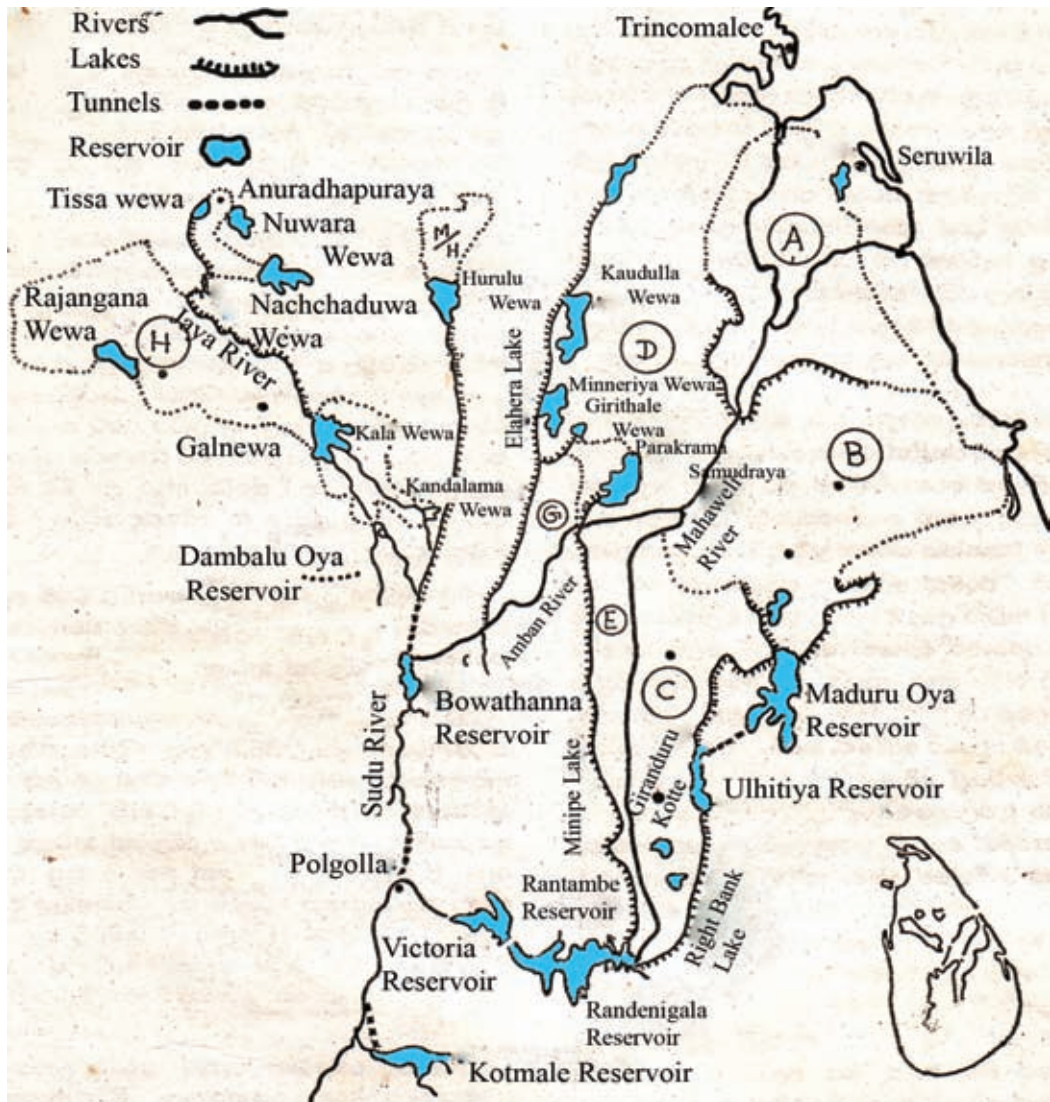 Rivers
Lakes
Tunnels
Reservoir
Trincomalee
Seruwila
Tissa wewa
Anuradhapuraya
Nuwara
Wewa
Nachchaduwa
Wewa
M/H
Hurulu
Wewa
Kaudulla
Wewa
A
Rajangana
Wewa
H
Jaya River
Elahera Lake
D
Minneriya Wewa
Girithale
Wewa
Galnewa
Kala Wewa
Parakrama
Samudraya
B
Kandalama
Wewa
G
Mahaweli
River
Dambalu Oya
Reservoir
Amban River
E
C
Bowathanna
Reservoir
Maduru Oya
Reservoir
Sudu River
Minipe Lake
Giranduru
Kotte
Ulhitiya Reservoir
Polgolla
Rantambe
Reservoir
Right Bank
Lake
Victoria
Reservoir
Randenigala
Reservoir
Kotmale Reservoir